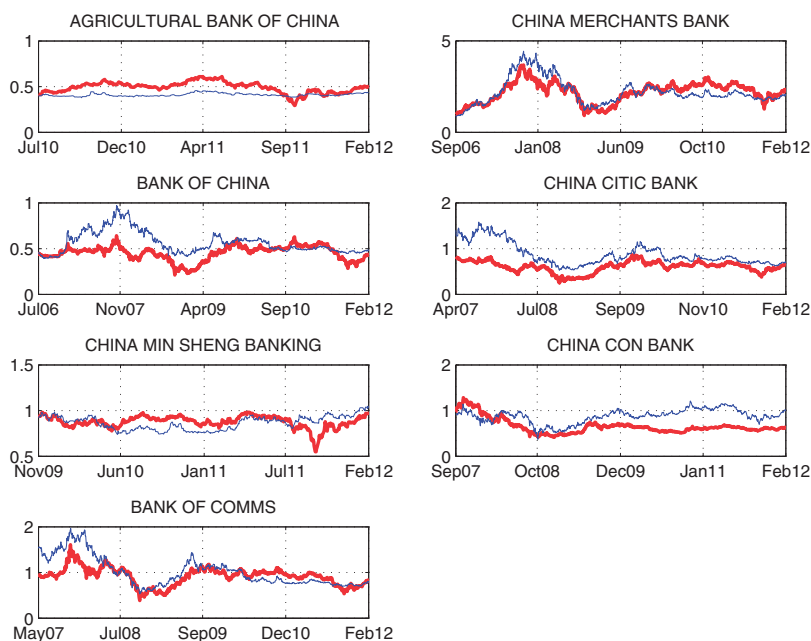 AGRICULTURAL BANK OF CHINA
1
0.5
0
Jul10 Dec10 Apr11 Sep11 Feb12
CHINA MERCHANTS BANK
5
0
Sep06 Jan08 Jun09 Oct10 Feb12
BANK OF CHINA
1
0.5
0
Jul06 Nov07 Apr09 Sep10 Feb12
CHINA CITIC BANK
2
1
0
Apr07 Jul08 Sep09 Nov10 Feb12
CHINA MIN SHENG BANKING
1.5
1
0.5
Nov09 Jun10 Jan11 Jul11 Feb12
CHINA CON BANK
2
1
0
Sep07 Oct08 Dec09 Jan11 Feb12
BANK OF COMMS
2
1
0
May07 Jul08 Sep09 Dec10 Feb12